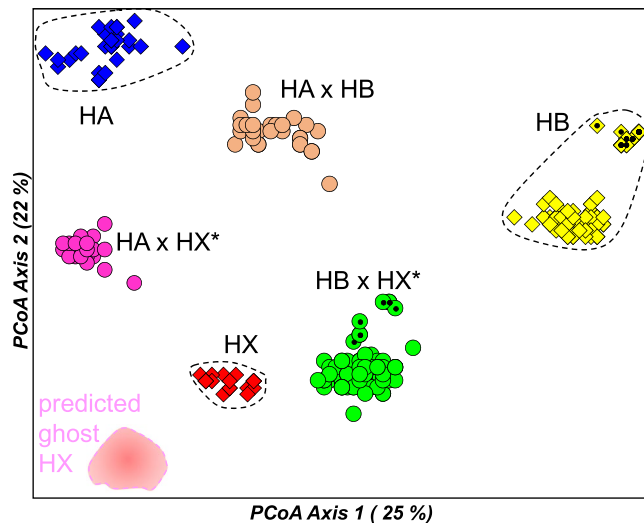 HA
HA x HB
HB
HA x HX*
HB x HX*
HX
predicted
ghost
HX
PCoA Axis 2 (22 %)
PCoA Axis 1 ( 25 %)